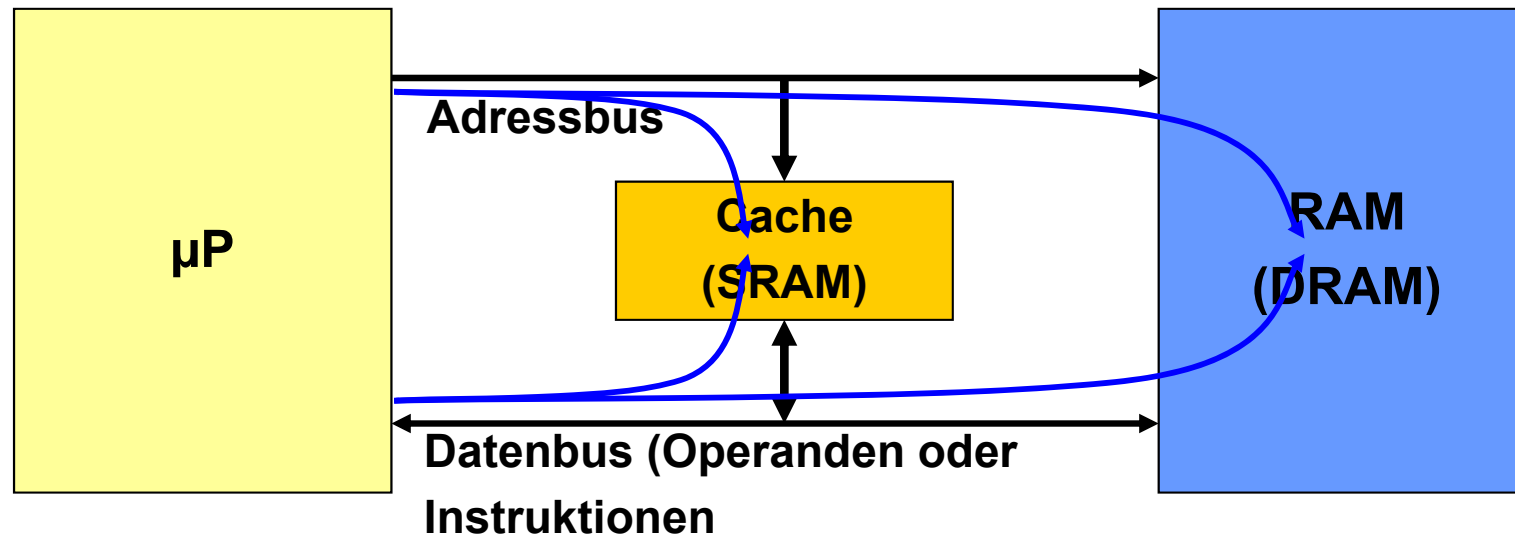 Adressbus
µP
Cache
(SRAM)
RAM
(DRAM)
Datenbus (Operanden oder
Instruktionen